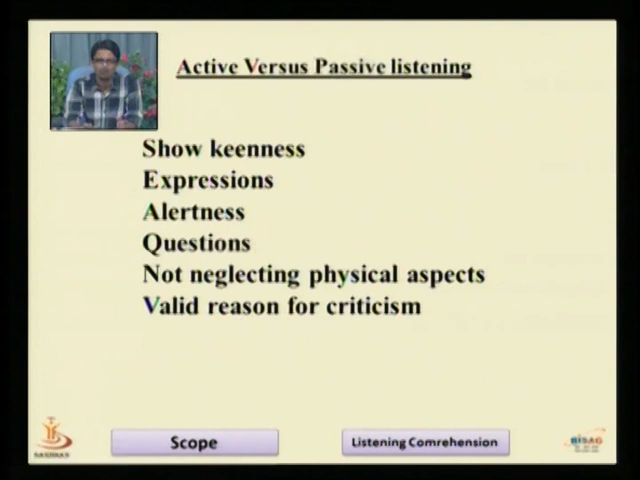 Active Versus Passive listening
Show keenness
Expressions
Alertness
Questions
Not neglecting physical aspects
Valid reason for criticism
Scope
Listening Comrehension
BISAG